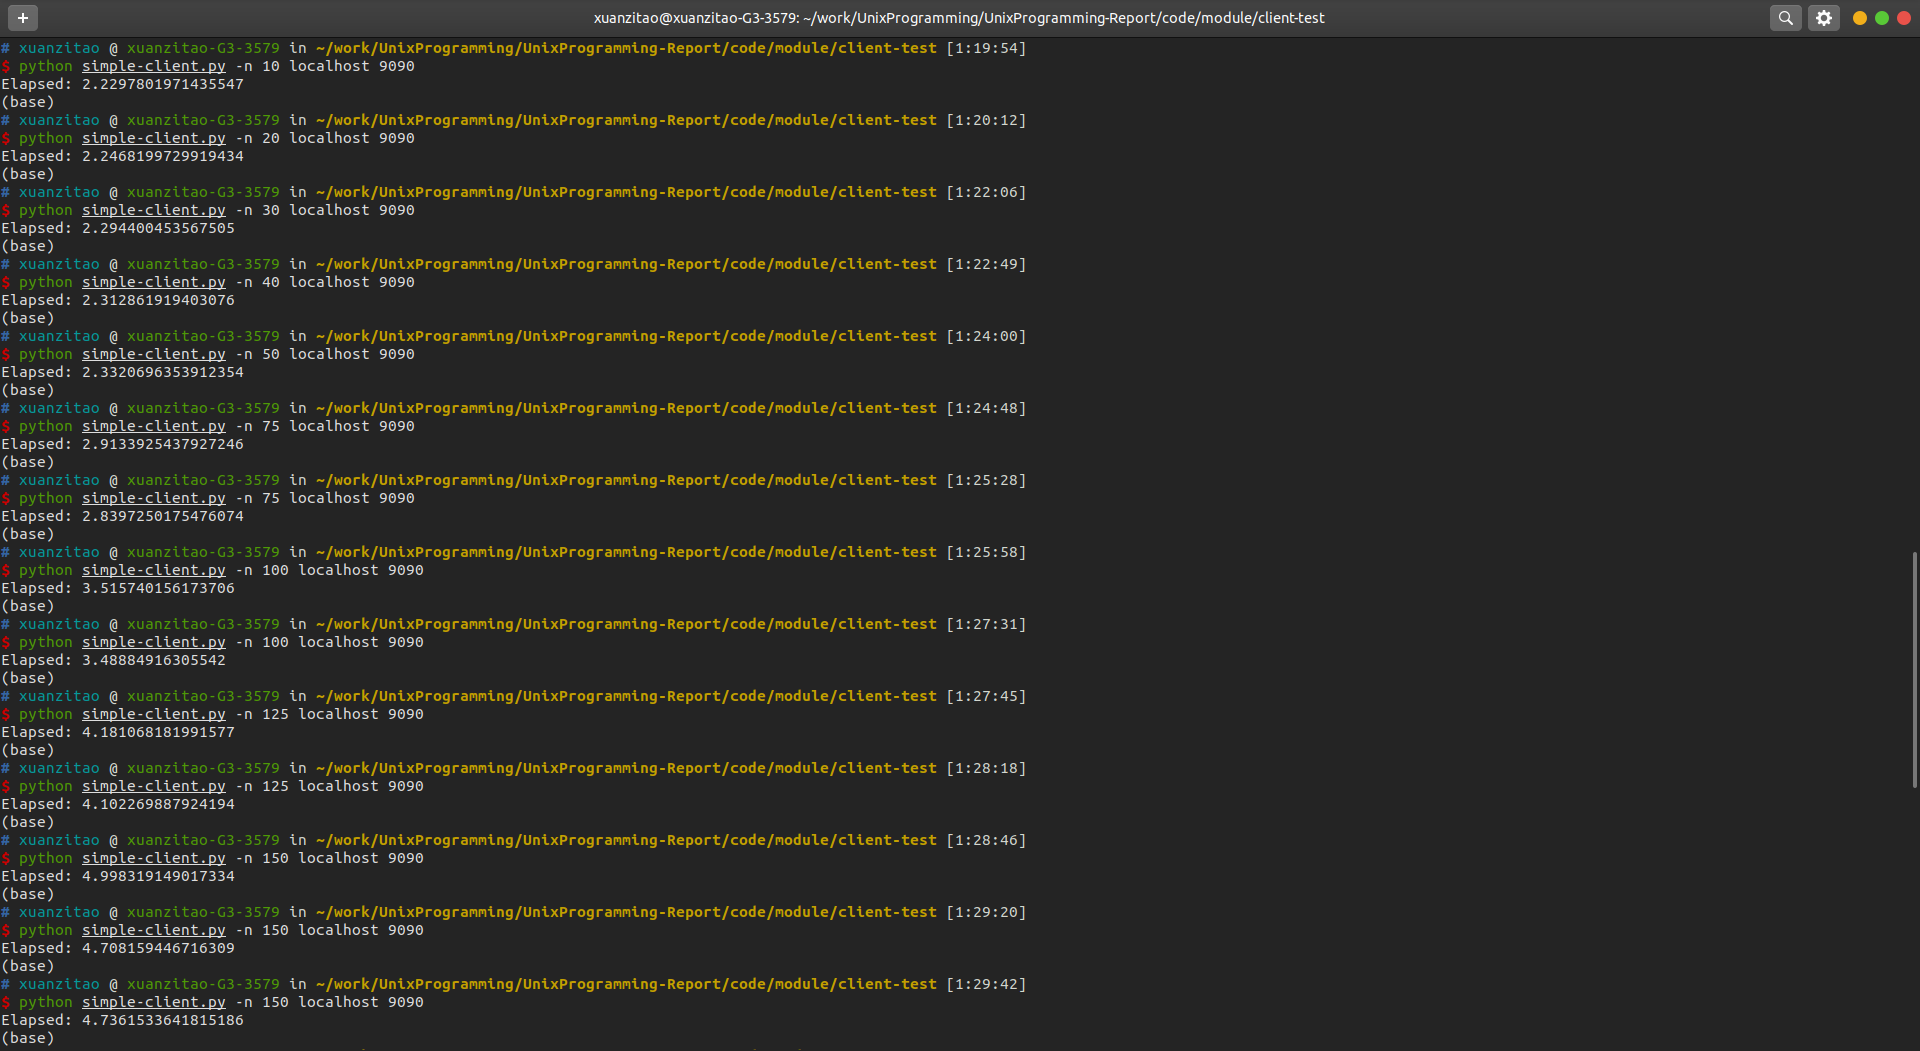 xuanzitao@xuanzitao-G3-3579: ~/work/UnixProgramming/UnixProgramming-Report/code/module/client-test
# xuanzitao @ xuanzitao-G3-3579 in ~/work/UnixProgramming/UnixProgramming-Report/code/module/client-test [1:19:54]
$ python simple-client.py -n 10 localhost 9090
Elapsed: 2.2297801971435547
(base)
# xuanzitao @ xuanzitao-G3-3579 in ~/work/UnixProgramming/UnixProgramming-Report/code/module/client-test [1:20:12]
$ python simple-client.py -n 20 localhost 9090
Elapsed: 2.2468199729919434
(base)
# xuanzitao @ xuanzitao-G3-3579 in ~/work/UnixProgramming/UnixProgramming-Report/code/module/client-test [1:22:06]
$ python simple-client.py -n 30 localhost 9090
Elapsed: 2.294400453567505
(base)
# xuanzitao @ xuanzitao-G3-3579 in ~/work/UnixProgramming/UnixProgramming-Report/code/module/client-test [1:22:49]
$ python simple-client.py -n 40 localhost 9090
Elapsed: 2.312861919403076
(base)
# xuanzitao @ xuanzitao-G3-3579 in ~/work/UnixProgramming/UnixProgramming-Report/code/module/client-test [1:24:00]
$ python simple-client.py -n 50 localhost 9090
Elapsed: 2.3320696353912354
(base)
# xuanzitao @ xuanzitao-G3-3579 in ~/work/UnixProgramming/UnixProgramming-Report/code/module/client-test [1:24:48]
$ python simple-client.py -n 75 localhost 9090
Elapsed: 2.9133925437927246
(base)
# xuanzitao @ xuanzitao-G3-3579 in ~/work/UnixProgramming/UnixProgramming-Report/code/module/client-test [1:25:28]
$ python simple-client.py -n 75 localhost 9090
Elapsed: 2.8397250175476074
(base)
# xuanzitao @ xuanzitao-G3-3579 in ~/work/UnixProgramming/UnixProgramming-Report/code/module/client-test [1:25:58]
$ python simple-client.py -n 100 localhost 9090
Elapsed: 3.515740156173706
(base)
# xuanzitao @ xuanzitao-G3-3579 in ~/work/UnixProgramming/UnixProgramming-Report/code/module/client-test [1:27:31]
$ python simple-client.py -n 100 localhost 9090
Elapsed: 3.48884916305542
(base)
# xuanzitao @ xuanzitao-G3-3579 in ~/work/UnixProgramming/UnixProgramming-Report/code/module/client-test [1:27:45]
$ python simple-client.py -n 125 localhost 9090
Elapsed: 4.181068181991577
(base)
# xuanzitao @ xuanzitao-G3-3579 in ~/work/UnixProgramming/UnixProgramming-Report/code/module/client-test [1:28:18]
$ python simple-client.py -n 125 localhost 9090
Elapsed: 4.102269887924194
(base)
# xuanzitao @ xuanzitao-G3-3579 in ~/work/UnixProgramming/UnixProgramming-Report/code/module/client-test [1:28:46]
$ python simple-client.py -n 150 localhost 9090
Elapsed: 4.998319149017334
(base)
# xuanzitao @ xuanzitao-G3-3579 in ~/work/UnixProgramming/UnixProgramming-Report/code/module/client-test [1:29:20]
$ python simple-client.py -n 150 localhost 9090
Elapsed: 4.708159446716309
(base)
# xuanzitao @ xuanzitao-G3-3579 in ~/work/UnixProgramming/UnixProgramming-Report/code/module/client-test [1:29:42]
$ python simple-client.py -n 150 localhost 9090
Elapsed: 4.7361533641815186
(base)